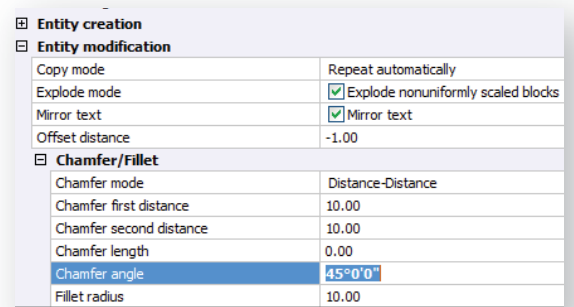 Entity creation
Entity modification
Copy mode Repeat automatically
Explode mode Explode nonuniformly scaled blocks
Mirror text Mirror text
Offset distance -1.00
Chamfer/Fillet
Chamfer mode Distance-Distance
Chamfer first distance 10.00
Chamfer second distance 10.00
Chamfer length 0.00
Chamfer angle 45°0'0"
Fillet radius 10.00